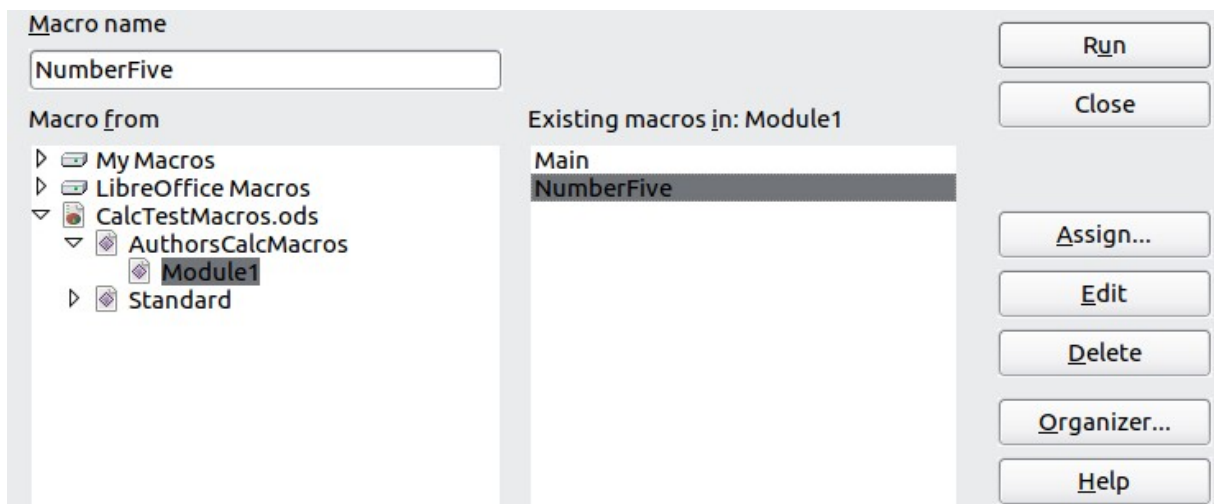 Macro name
NumberFive
Macro from
My Macros
LibreOffice Macros
CalcTestMacros.ods
AuthorsCalcMacros
Module1
Standard
Existing macros in: Module1
Main
NumberFive
Run
Close
Assign...
Edit
Delete
Organizer...
Help